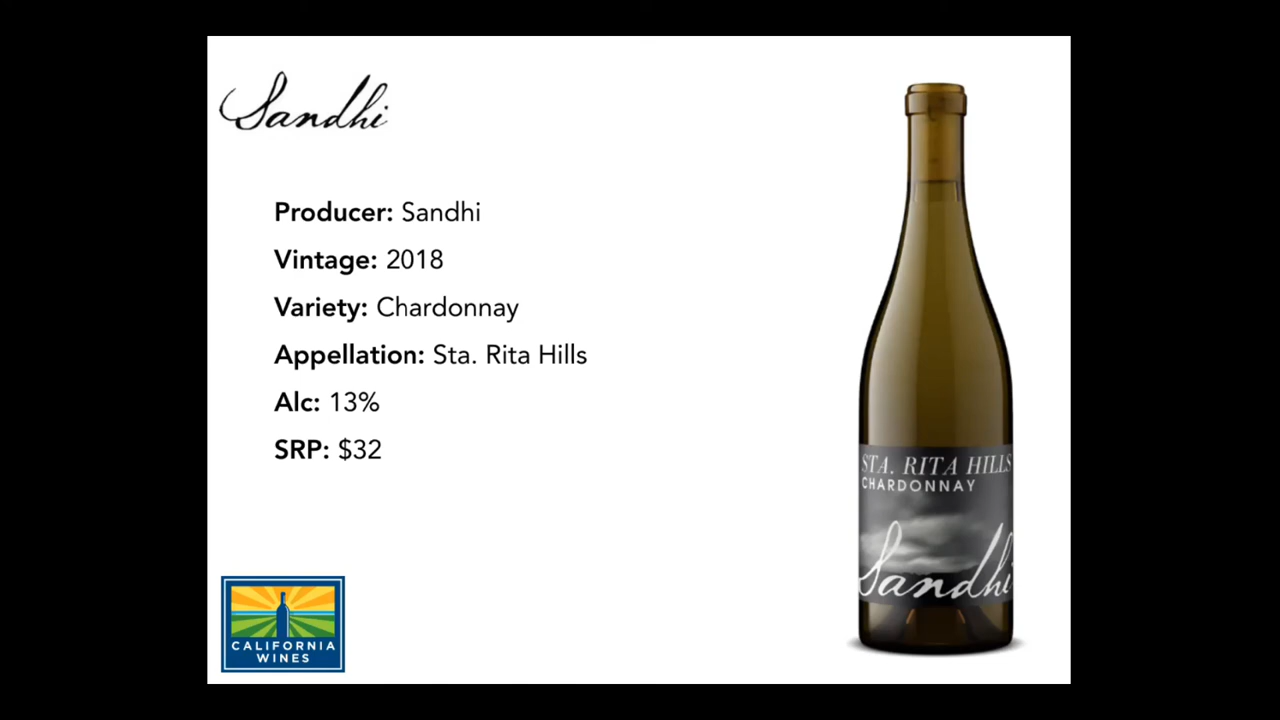 Sandhi
Producer: Sandhi
Vintage: 2018
Variety: Chardonnay
Appellation: Sta. Rita Hills
Alc: 13%
SRP: $32
STA. RITA HILLS
CHARDONNAY
Sandhi
CALIFORNIA
WINES